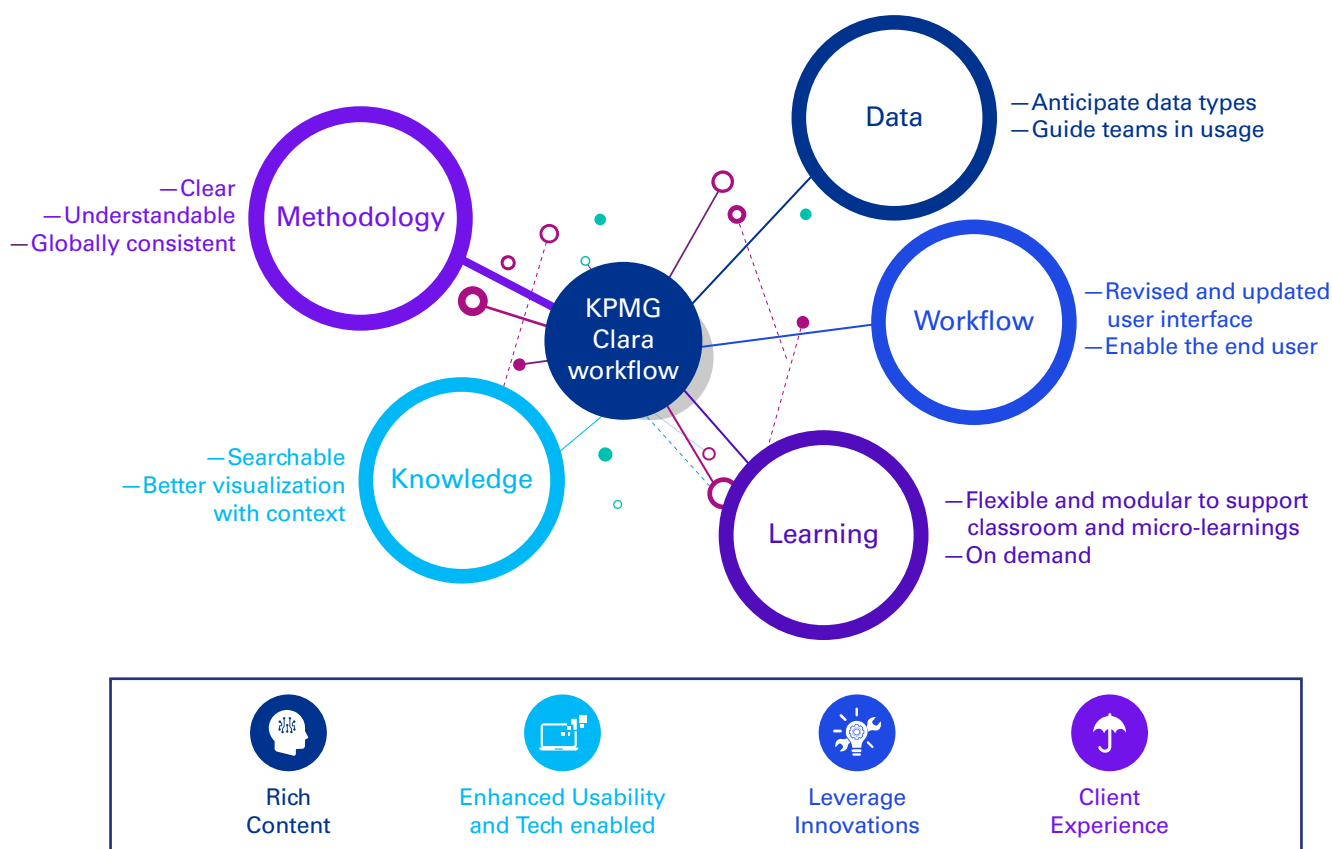 Data
—Anticipate data types
—Guide teams in usage
Methodology
—Clear
—Understandable
—Globally consistent
KPMG
Clara
workflow
Workflow
—Revised and updated
user interface
—Enable the end user
Knowledge
—Searchable
—Better visualization
with context
Learning
—Flexible and modular to support
classroom and micro-learnings
—On demand
Rich
Content
Enhanced Usability
and Tech enabled
Leverage
Innovations
Client
Experience